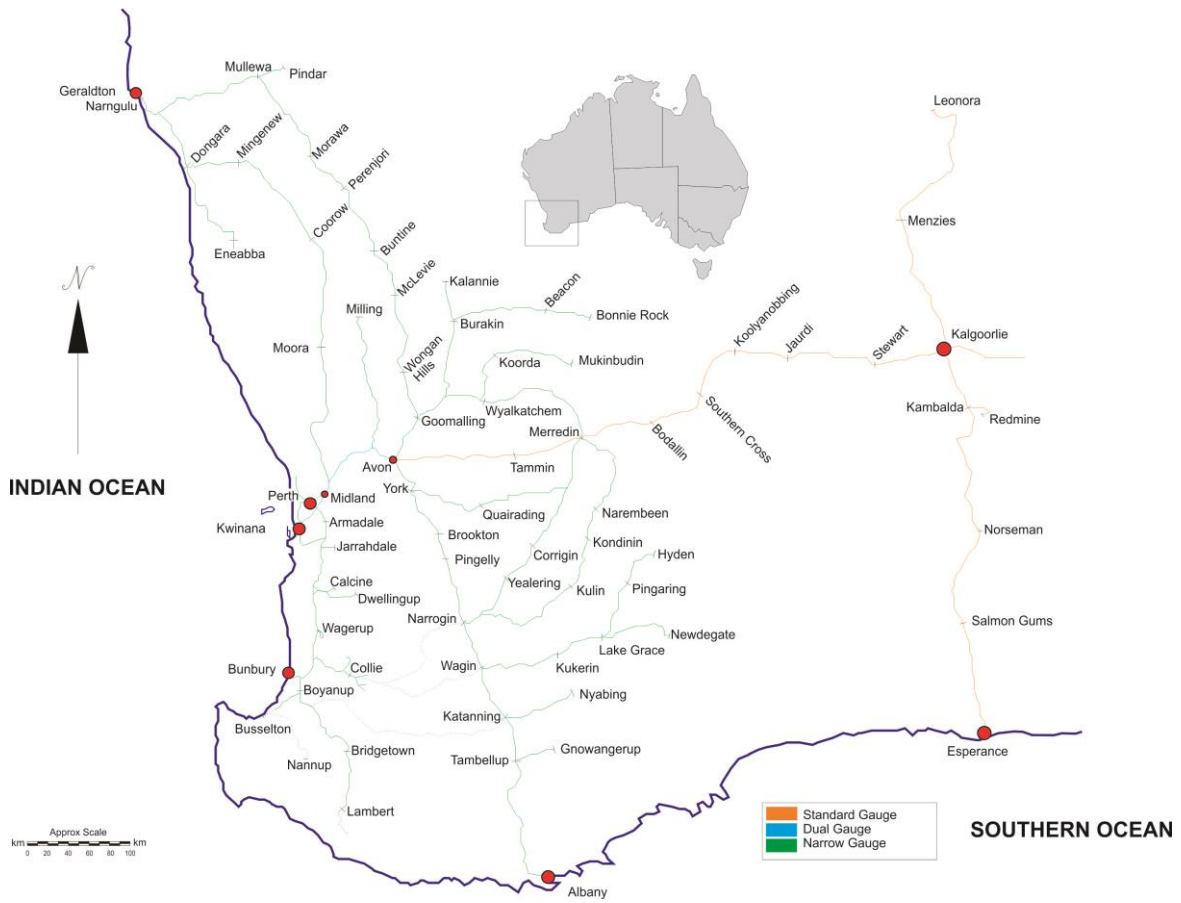 Mullewa
Pindar
Leonora
Geraldton
Narngulu
Dongara
Mingenew
Morawa
Perenjori
Menzies
Coorow
Buntine
Eneabba
N
McLevie
Kalannie
Milling
Beacon
Bonnie Rock
Burakin
Koolyanobbing
Jaurdi
Stewart
Kalgoorlie
Moora
Wongan
Hills
Koorda
Mukinbudin
Kambalda
Redmine
Wyalkatchem
Goomalling
Merredin
Southern Cross
Bodallin
Avon
Tammin
INDIAN OCEAN
York
Perth
Midland
Quairading
Narembeen
Kwinana
Armadale
Norseman
Brookton
Kondinin
Jarrahdale
Corrigin
Hyden
Pingelly
Calcine
Yealering
Kulin
Pingaring
Dwellingup
Narrogin
Salmon Gums
Wagerup
Newdegate
Lake Grace
Bunbury
Collie
Wagin
Kukerin
Boyanup
Nyabing
Katanning
Busselton
Bridgetown
Gnowangerup
Esperance
Nannup
Tambellup
Lambert
Standard Gauge
Dual Gauge
Narrow Gauge
SOUTHERN OCEAN
Approx Scale
km km
0 20 40 60 80 100
Albany